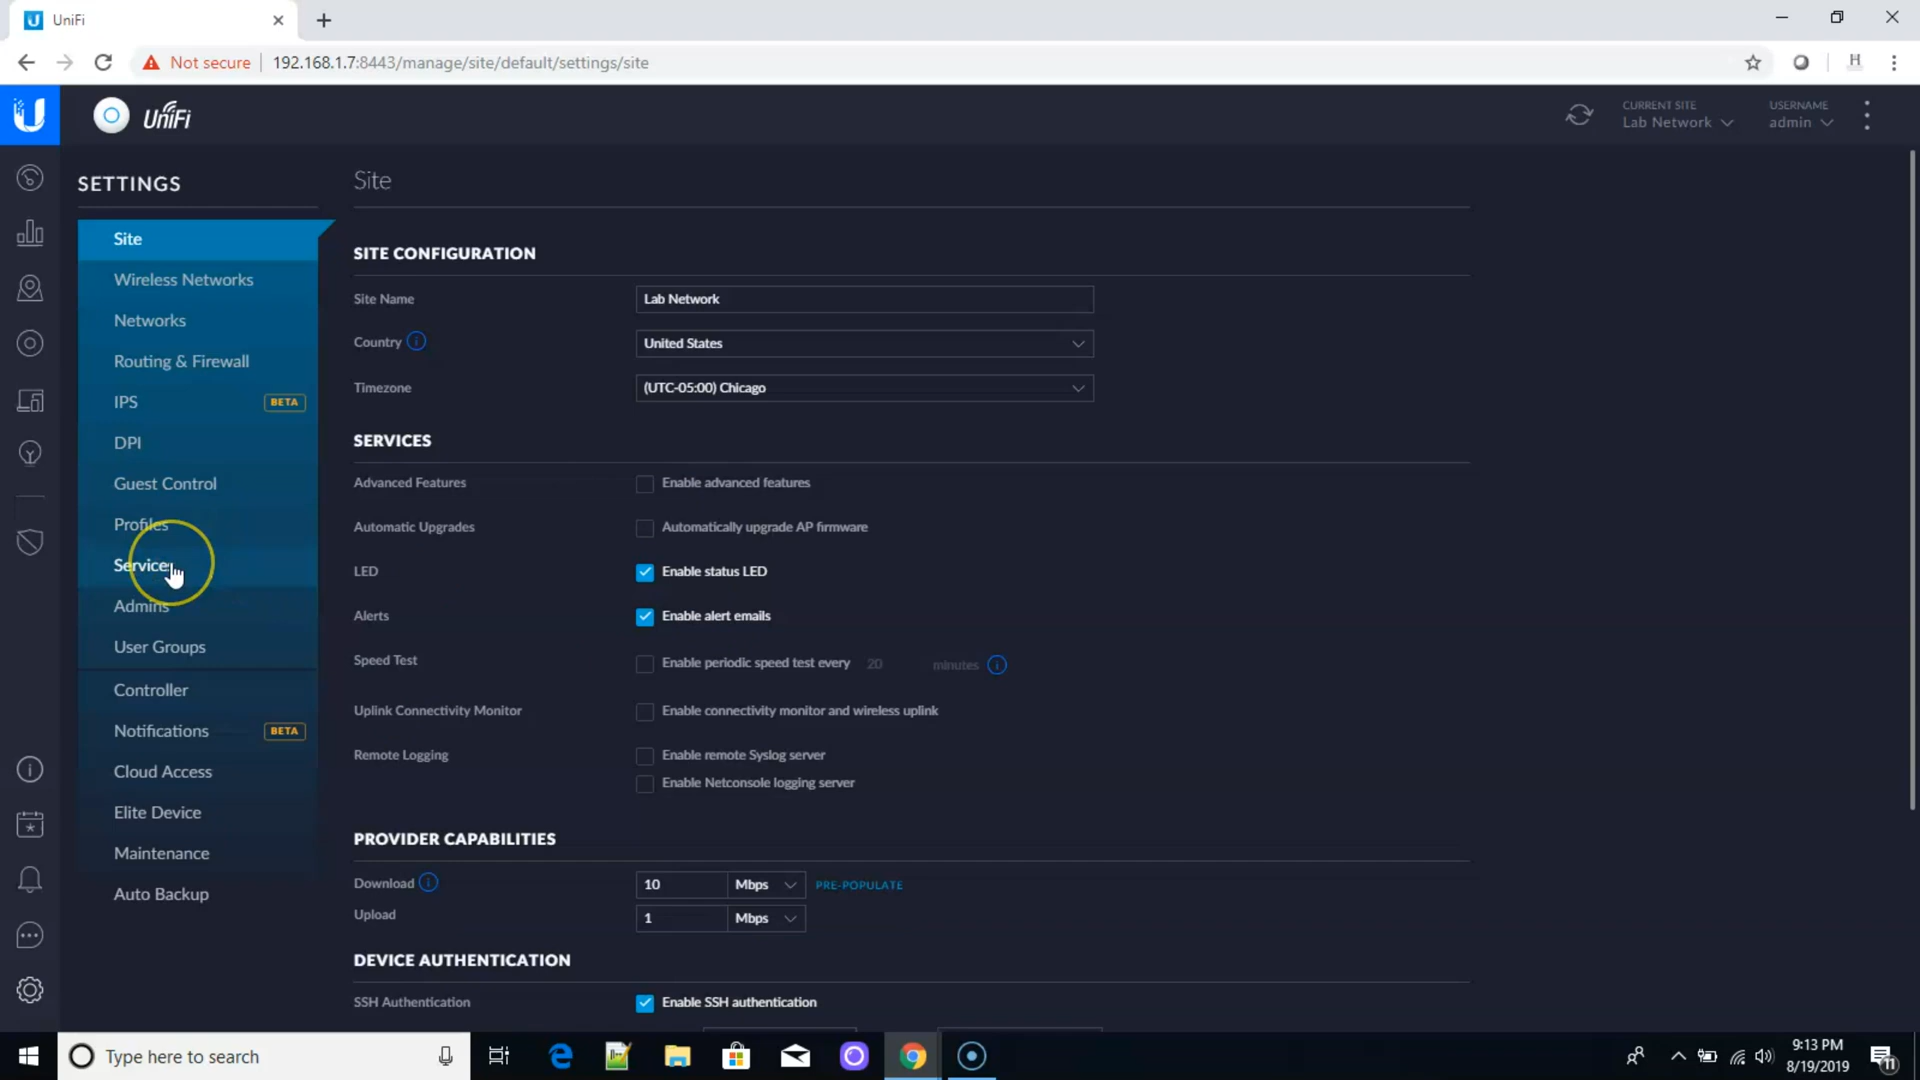 UniFi
Not secure
192.168.1.7:8443/manage/site/default/settings/site
H
UniFi
CURRENT SITE
Lab Network
USERNAME
admin
SETTINGS
Site
Wireless Networks
Networks
Routing & Firewall
IPS BETA
DPI
Guest Control
Profiles
Services
Admins
User Groups
Controller
Notifications BETA
Cloud Access
Elite Device
Maintenance
Auto Backup
Site
SITE CONFIGURATION
Site Name Lab Network
Country United States
Timezone (UTC-05:00) Chicago
SERVICES
Advanced Features Enable advanced features
Automatic Upgrades Automatically upgrade AP firmware
LED Enable status LED
Alerts Enable alert emails
Speed Test Enable periodic speed test every 20 minutes
Uplink Connectivity Monitor Enable connectivity monitor and wireless uplink
Remote Logging Enable remote Syslog server
Enable Netconsole logging server
PROVIDER CAPABILITIES
Download 10 Mbps PRE-POPULATE
Upload 1 Mbps
DEVICE AUTHENTICATION
SSH Authentication Enable SSH authentication
Type here to search
9:13 PM
8/19/2019
11